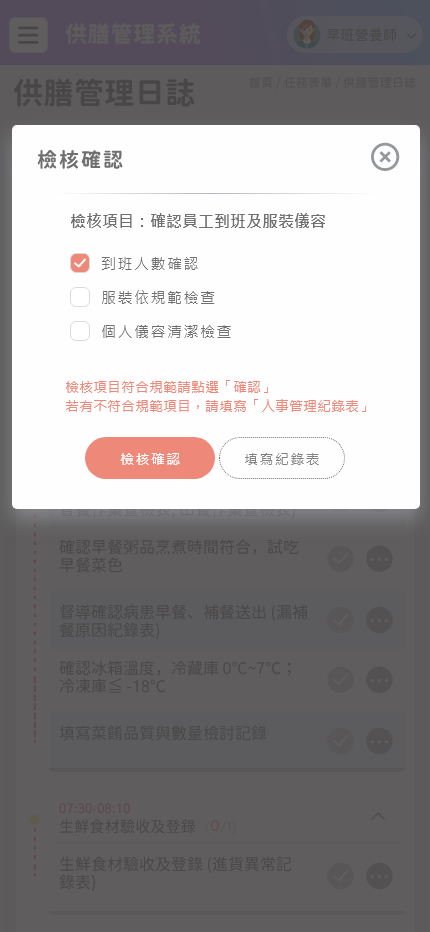 供膳管理系統
早班營養師
供膳管理日誌
首頁 / 任務表單 / 供膳管理日誌
檢核確認
檢核項目：確認員工到班及服裝儀容
到班人數確認
服裝依規範檢查
個人儀容清潔檢查
檢核項目符合規範請點選「確認」
若有不符合規範項目，請填寫「人事管理紀錄表」
檢核確認
填寫紀錄表
確認早餐粥品烹煮時間符合，試吃
早餐菜色
督導確認病患早餐、補餐送出 (漏補
餐原因紀錄表)
確認冰箱溫度，冷藏庫 0°C~7°C；
冷凍庫≦ -18°C
填寫菜餚品質與數量檢討記錄
07:30-08:10
生鮮食材驗收及登錄 (0/1)
生鮮食材驗收及登錄 (進貨異常記
錄表)